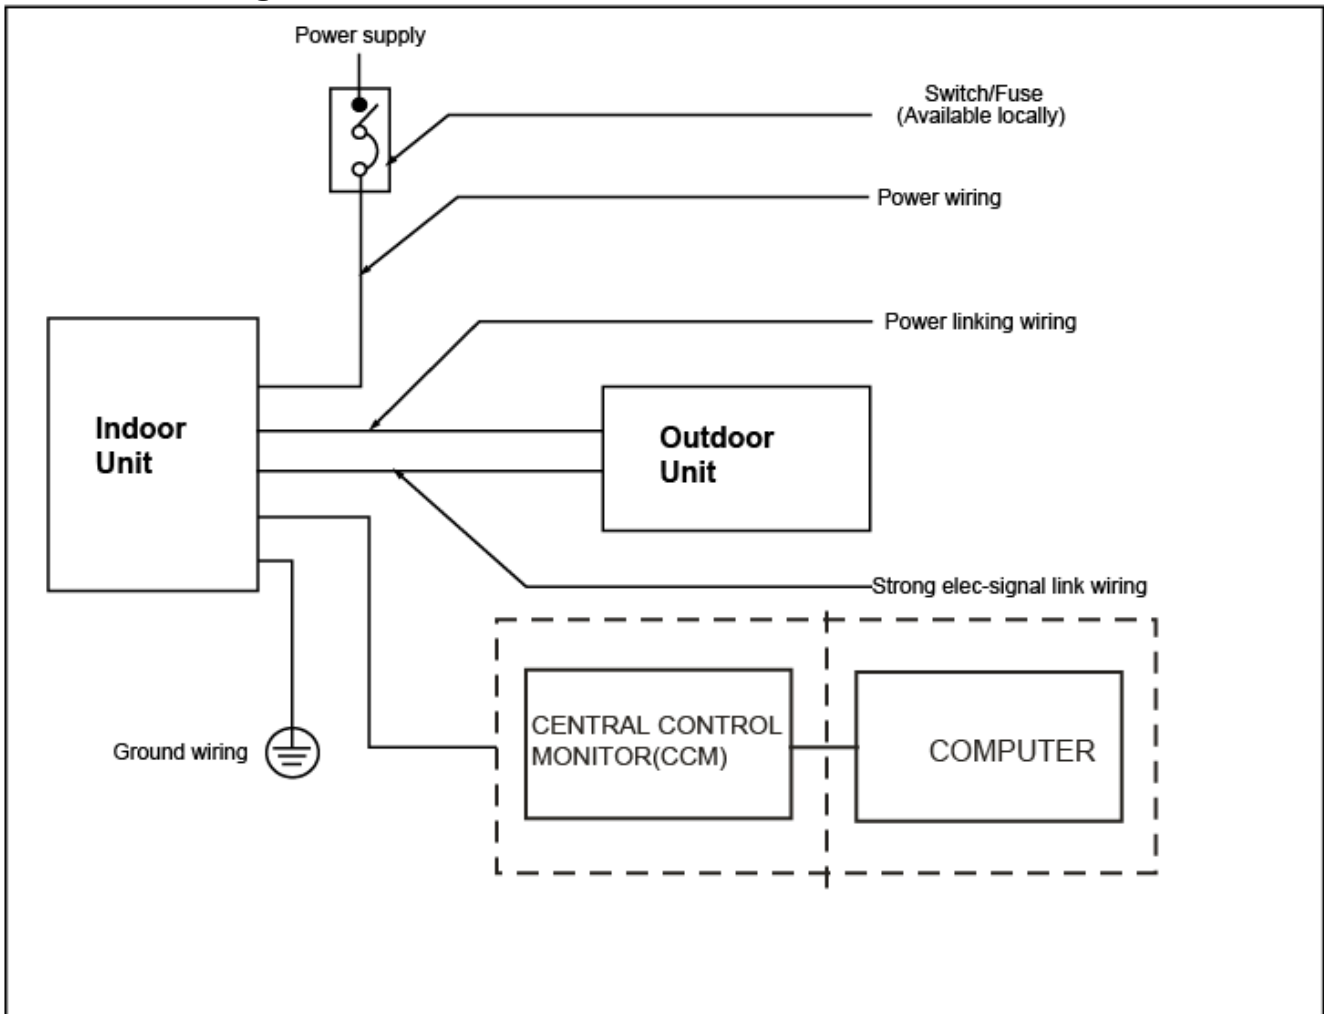 Power supply
Switch/Fuse
(Available locally)
Power wiring
Power linking wiring
Indoor
Unit
Outdoor
Unit
Strong elec-signal link wiring
CENTRAL CONTROL
MONITOR(CCM)
COMPUTER
Ground wiring